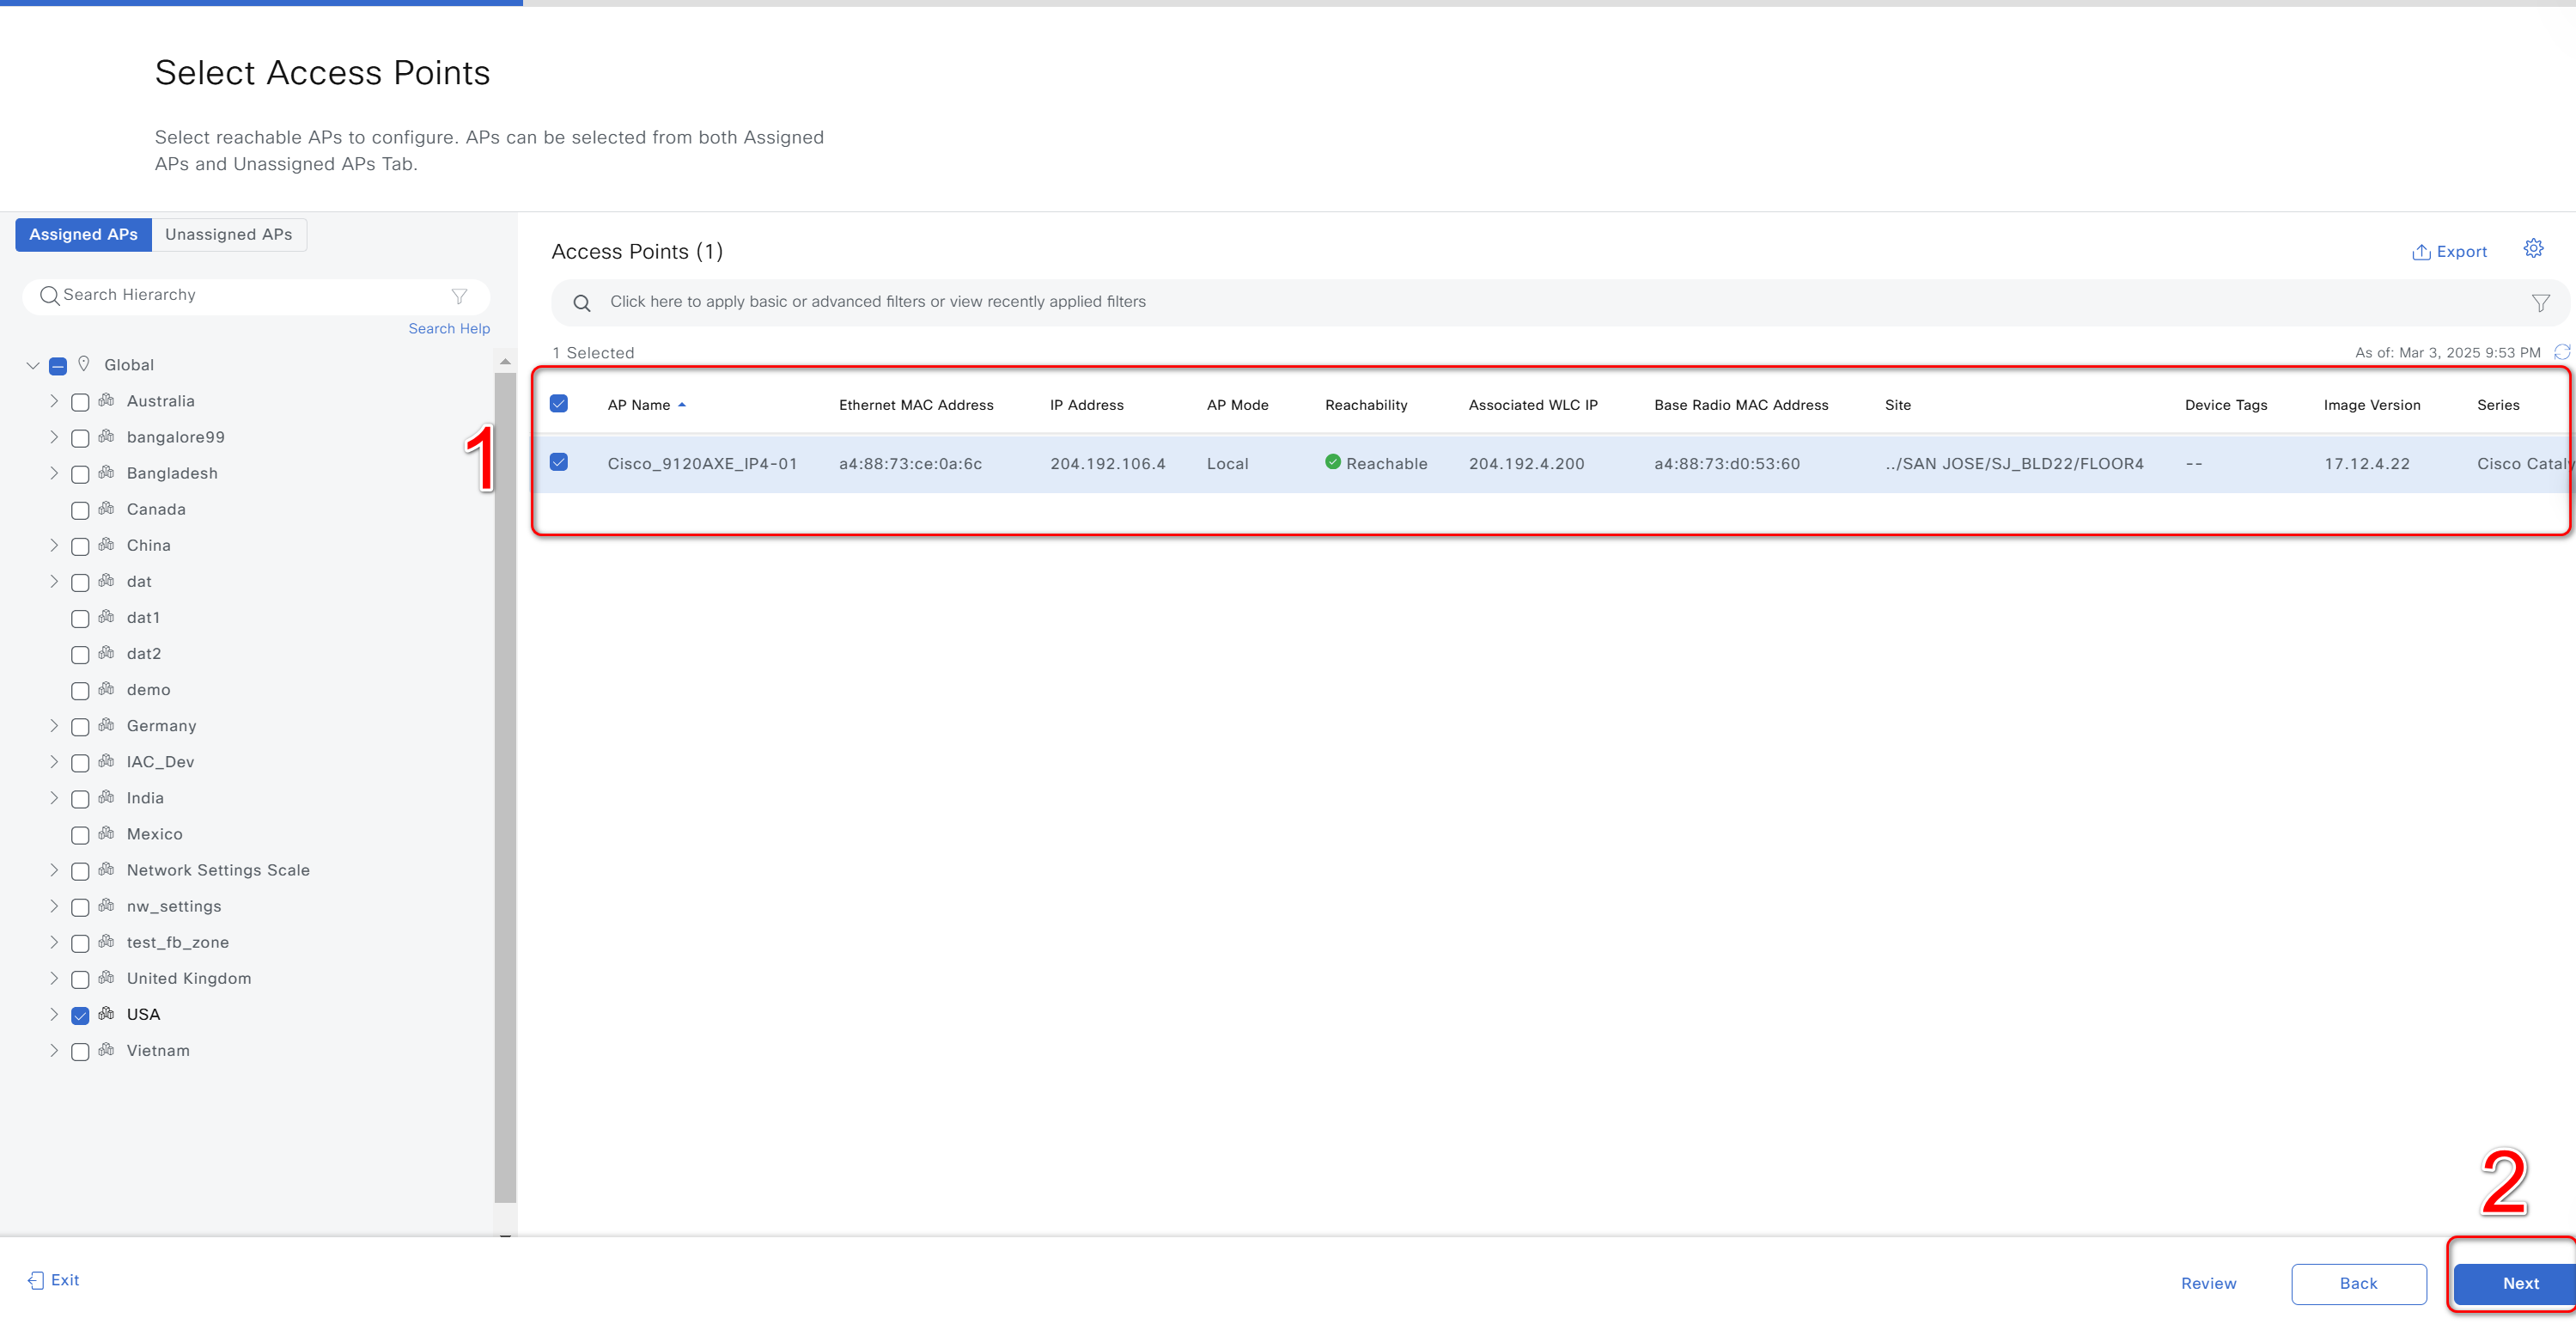 Select Access Points
Select reachable APs to configure. APs can be selected from both Assigned
APs and Unassigned APs Tab.
Assigned APs
Unassigned APs
Search Hierarchy
Search Help
Global
Australia
bangalore99
Bangladesh
Canada
China
dat
dat1
dat2
demo
Germany
IAC_Dev
India
Mexico
Network Settings Scale
nw_settings
test_fb_zone
United Kingdom
USA
Vietnam
Access Points (1)
Export
Click here to apply basic or advanced filters or view recently applied filters
1 Selected
As of: Mar 3, 2025 9:53 PM
1
AP Name Ethernet MAC Address IP Address AP Mode Reachability Associated WLC IP Base Radio MAC Address Site Device Tags Image Version Series
Cisco_9120AXE_IP4-01 a4:88:73:ce:0a:6c 204.192.106.4 Local Reachable 204.192.4.200 a4:88:73:d0:53:60 ../SAN JOSE/SJ_BLD22/FLOOR4 -- 17.12.4.22 Cisco Cataly
2
Exit
Review
Back
Next